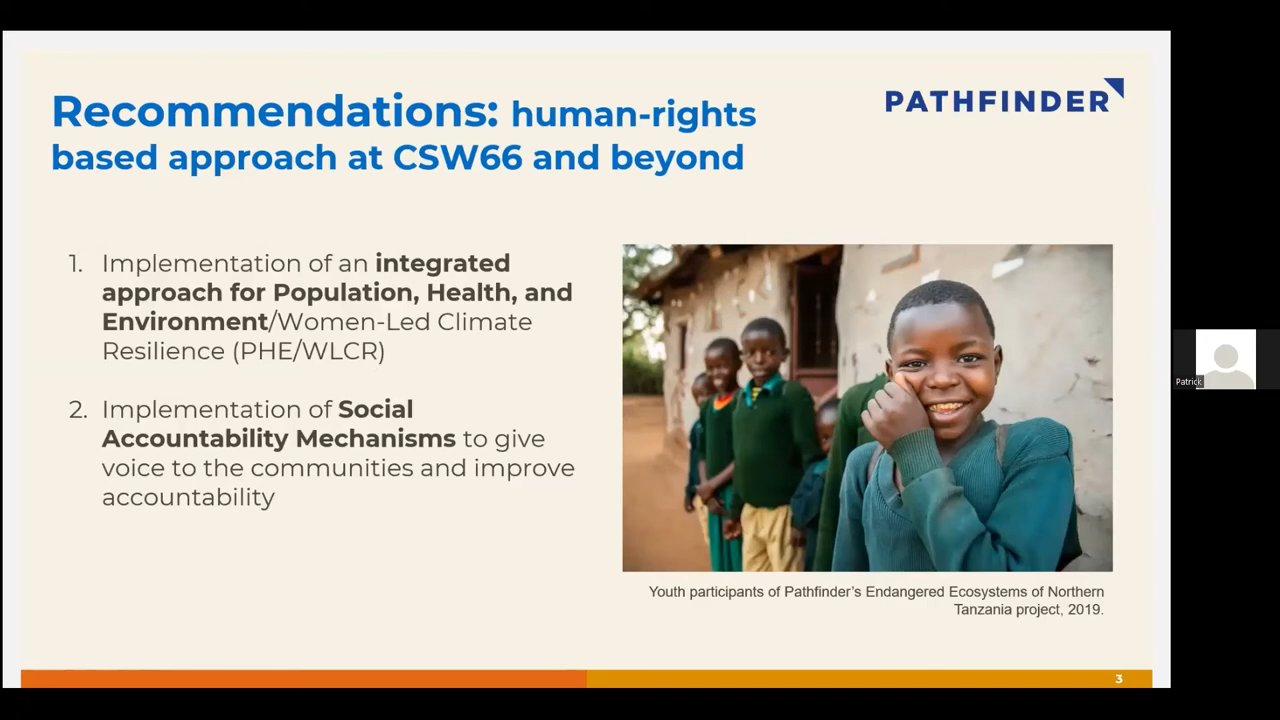 Recommendations: human-rights
based approach at CSW66 and beyond
PATHFINDER
1. Implementation of an integrated
approach for Population, Health, and
Environment/Women-Led Climate
Resilience (PHE/WLCR)
2. Implementation of Social
Accountability Mechanisms to give
voice to the communities and improve
accountability
Youth participants of Pathfinder's Endangered Ecosystems of Northern
Tanzania project, 2019.
3
Patrick